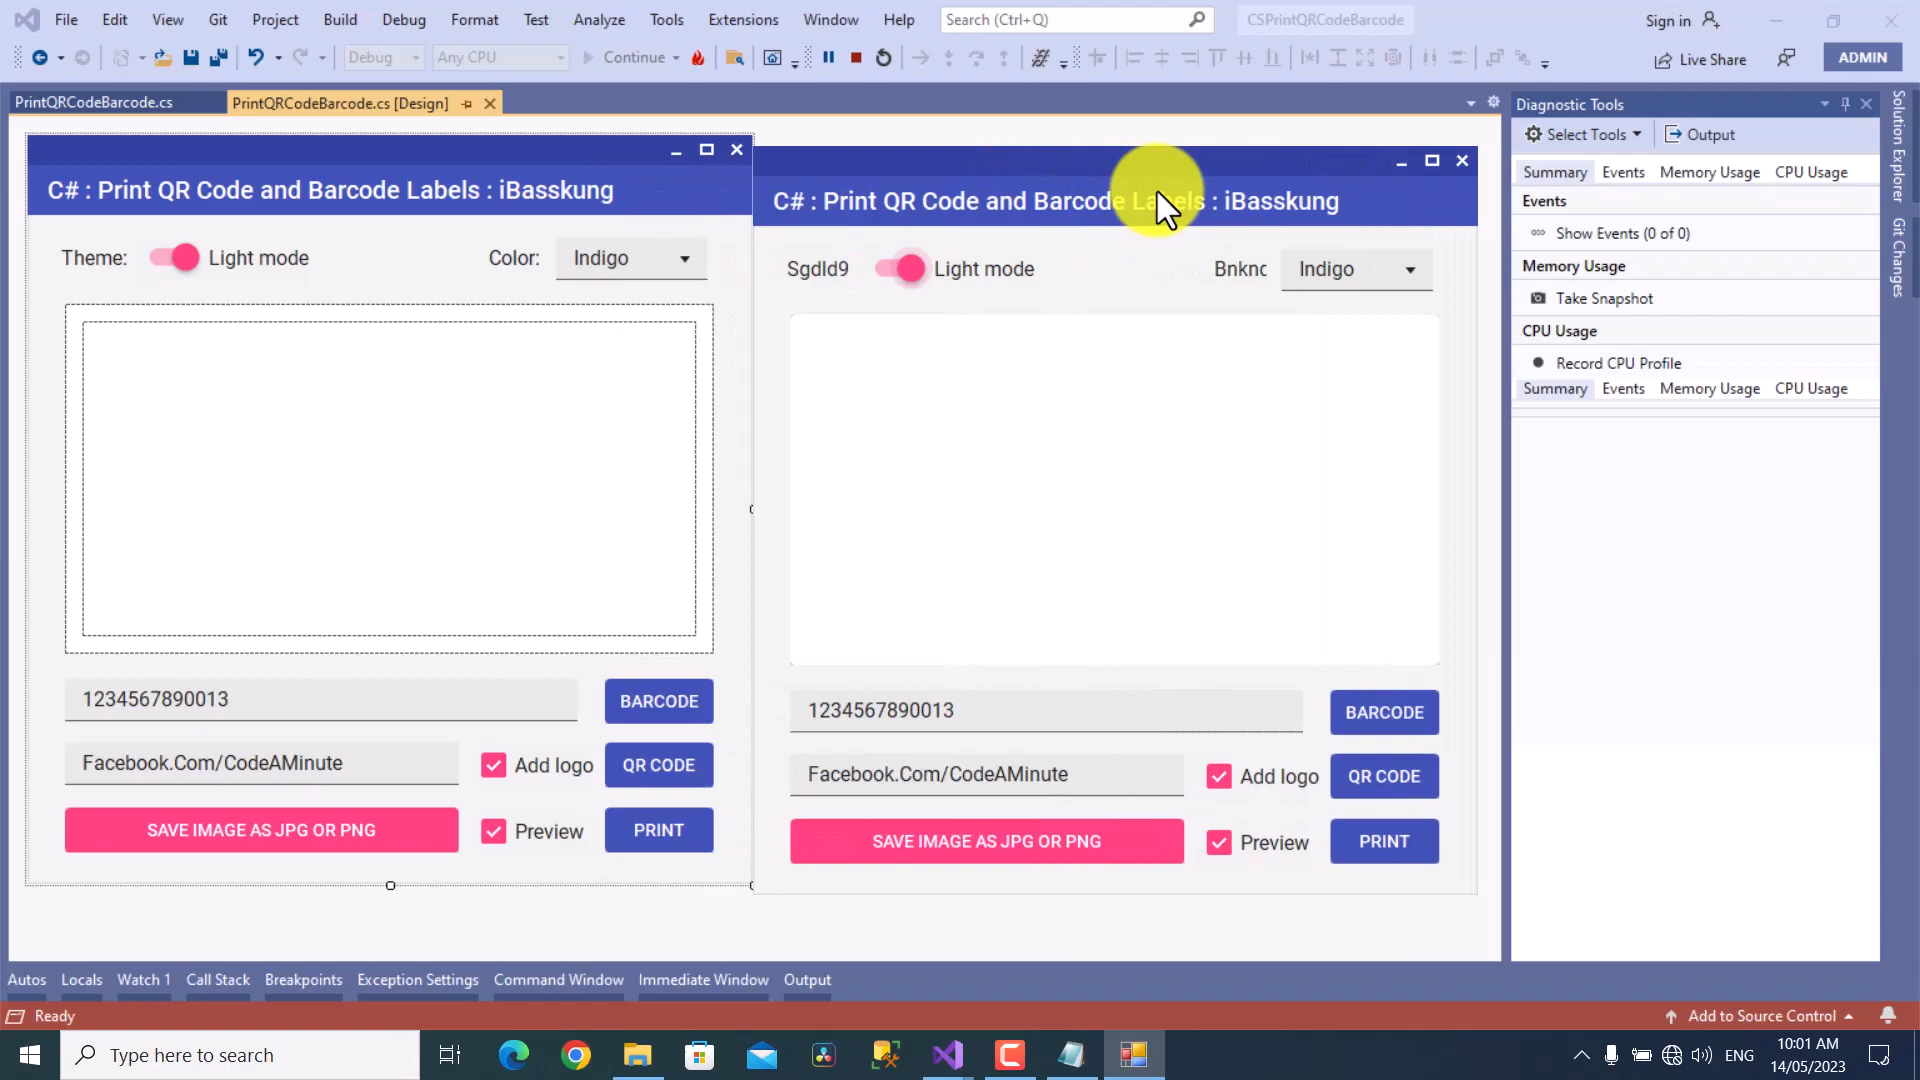 File Edit View Git Project Build Debug Format Test Analyze Tools Extensions Window Help Search (Ctrl+Q) CSPrintQRCodeBarcode Sign in
Debug Any CPU Continue Live Share ADMIN
PrintQRCodeBarcode.cs PrintQRCodeBarcode.cs [Design]
C# : Print QR Code and Barcode Labels : iBasskung
Theme: Light mode Color: Indigo
1234567890013 BARCODE
Facebook.Com/CodeAMinute Add logo QR CODE
SAVE IMAGE AS JPG OR PNG Preview PRINT
C# : Print QR Code and Barcode Labels : iBasskung
Sgdld9 Light mode Bnknc Indigo
1234567890013 BARCODE
Facebook.Com/CodeAMinute Add logo QR CODE
SAVE IMAGE AS JPG OR PNG Preview PRINT
Diagnostic Tools
Select Tools Output
Summary Events Memory Usage CPU Usage
Events
Show Events (0 of 0)
Memory Usage
Take Snapshot
CPU Usage
Record CPU Profile
Summary Events Memory Usage CPU Usage
Solution Explorer
Git Changes
Autos Locals Watch 1 Call Stack Breakpoints Exception Settings Command Window Immediate Window Output
Ready Add to Source Control
Type here to search ENG 10:01 AM
14/05/2023